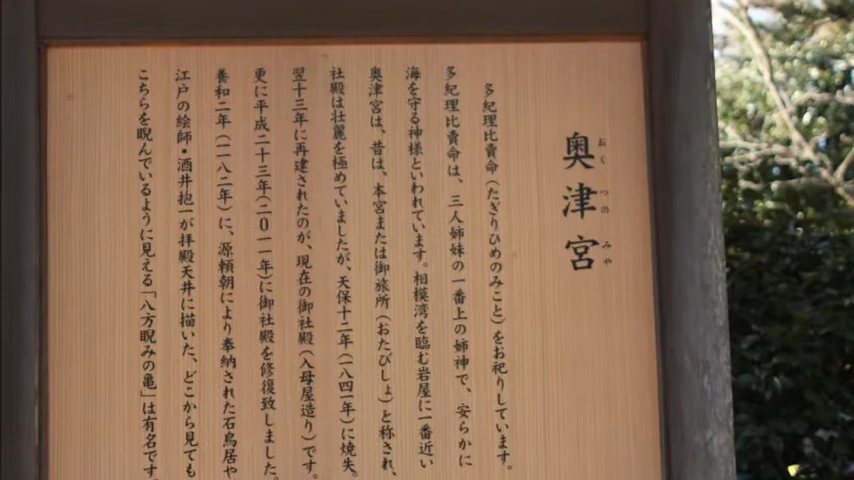 奥津宮
おくつのみや
多紀理比賣命（たぎりひめのみこと）をお祀りしています。
多紀理比賣命は、三人姉妹の一番上の姉神で、安らかに
海を守る神様といわれています。相模湾を臨む岩屋に一番近い
奥津宮は、昔は、本宮または御旅所（おたびしょ）と称され、
社殿は壮麗を極めていましたが、天保十二年（一八四一年）に焼失。
翌十三年に再建されたのが、現在の御社殿（入母屋造り）です。
更に平成二十三年（二〇一一年）に御社殿を修復致しました。
養和二年（一一八二年）に、源頼朝により奉納された石鳥居や
江戸の絵師・酒井抱一が拝殿天井に描いた、どこから見ても
こちらを睨んでいるように見える「八方睨みの亀」は有名です。